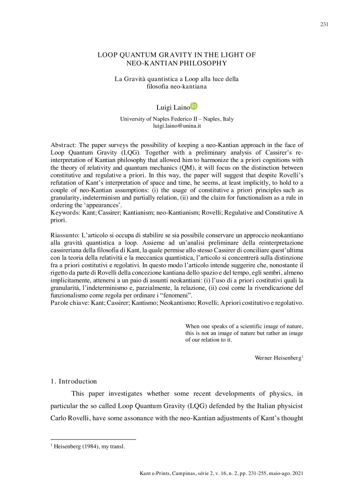 231
LOOP QUANTUM GRAVITY IN THE LIGHT OF
NEO-KANTIAN PHILOSOPHY
La Gravità quantistica a Loop alla luce della
filosofia neo-kantiana
Luigi Laino iD
University of Naples Federico II – Naples, Italy
luigi.laino@unina.it
Abstract: The paper surveys the possibility of keeping a neo-Kantian approach in the face of
Loop Quantum Gravity (LQG). Together with a preliminary analysis of Cassirer's re-
interpretation of Kantian philosophy that allowed him to harmonize the a priori cognitions with
the theory of relativity and quantum mechanics (QM), it will focus on the distinction between
constitutive and regulative a priori. In this way, the paper will suggest that despite Rovelli's
refutation of Kant's interpretation of space and time, he seems, at least implicitly, to hold to a
couple of neo-Kantian assumptions: (i) the usage of constitutive a priori principles such as
granularity, indeterminism and partially relation, (ii) and the claim for functionalism as a rule in
ordering the 'appearances'.
Keywords: Kant; Cassirer; Kantianism; neo-Kantianism; Rovelli; Regulative and Constitutive A
priori.
Riassunto: L'articolo si occupa di stabilire se sia possibile conservare un approccio neokantiano
alla gravità quantistica a loop. Assieme ad un'analisi preliminare della reinterpretazione
cassireriana della filosofia di Kant, la quale permise allo stesso Cassirer di conciliare quest'ultima
con la teoria della relatività e la meccanica quantistica, l'articolo si concentrerà sulla distinzione
fra a priori costitutivi e regolativi. In questo modo l'articolo intende suggerire che, nonostante il
rigetto da parte di Rovelli della concezione kantiana dello spazio e del tempo, egli sembri, almeno
implicitamente, attenersi a un paio di assunti neokantiani: (i) l'uso di a priori costitutivi quali la
granularità, l'indeterminismo e, parzialmente, la relazione, (ii) così come la rivendicazione del
funzionalismo come regola per ordinare i "fenomeni".
Parole chiave: Kant; Cassirer; Kantismo; Neokantismo; Rovelli; A priori costitutivo e regolativo.
When one speaks of a scientific image of nature,
this is not an image of nature but rather an image
of our relation to it.
Werner Heisenberg¹
1. Introduction
This paper investigates whether some recent developments of physics, in
particular the so called Loop Quantum Gravity (LQG) defended by the Italian physicist
Carlo Rovelli, have some assonance with the neo-Kantian adjustments of Kant's thought
¹ Heisenberg (1984), my transl.
Kant e-Prints, Campinas, série 2, v. 16, n. 2, pp. 231-255, maio-ago. 2021